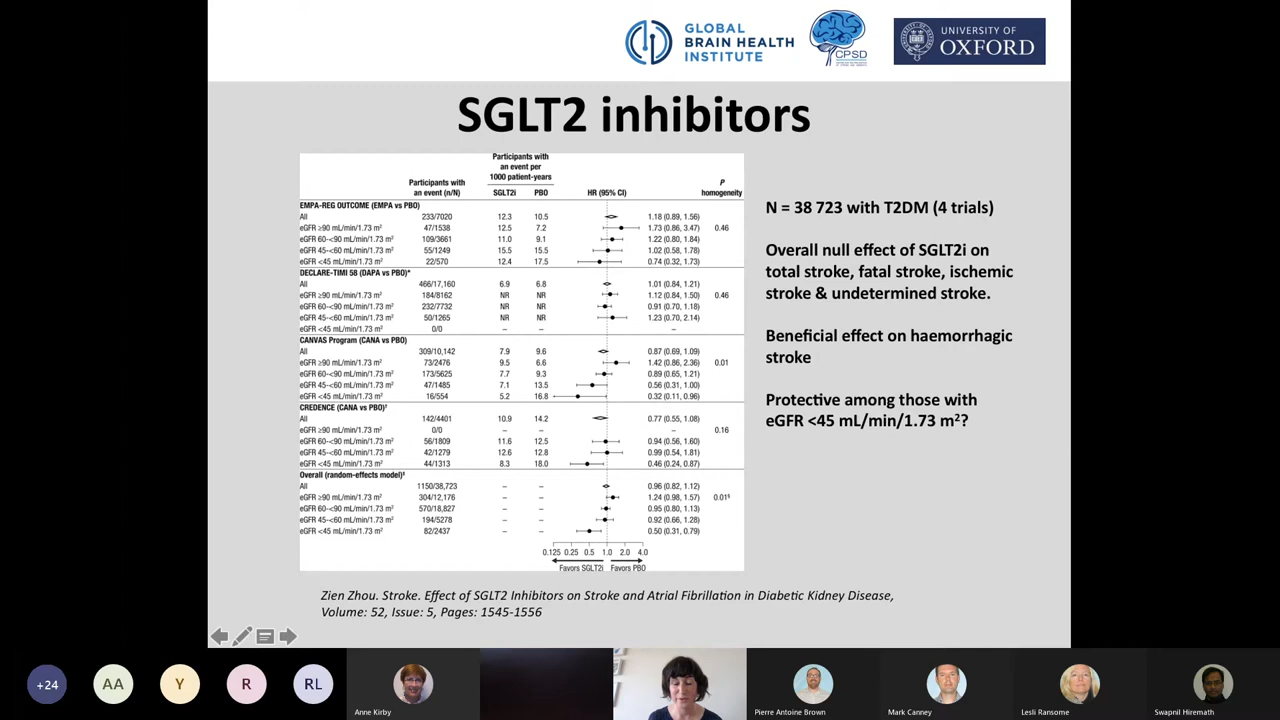 GLOBAL
BRAIN HEALTH
INSTITUTE
CPSD
UNIVERSITY OF
OXFORD
SGLT2 inhibitors
Participants with
an event per
1000 patient-years
Participants with
an event (n/N) SGLT2i PBO HR (95% CI) P
homogeneity
EMPA-REG OUTCOME (EMPA vs PBO)
All 233/7020 12.3 10.5 1.18 (0.89, 1.56)
eGFR ≥90 mL/min/1.73 m² 47/1538 12.5 7.2 1.73 (0.86, 3.47) 0.46
eGFR 60-<90 mL/min/1.73 m² 109/3661 11.0 9.1 1.22 (0.80, 1.84)
eGFR 45-<60 mL/min/1.73 m² 55/1249 15.5 15.5 1.02 (0.58, 1.78)
eGFR <45 mL/min/1.73 m² 22/570 12.4 17.5 0.74 (0.32, 1.73)
DECLARE-TIMI 58 (DAPA vs PBO)*
All 466/17,160 6.9 6.8 1.01 (0.84, 1.21)
eGFR ≥90 mL/min/1.73 m² 184/8162 NR NR 1.12 (0.84, 1.50) 0.46
eGFR 60-<90 mL/min/1.73 m² 232/7732 NR NR 0.91 (0.70, 1.18)
eGFR 45-<60 mL/min/1.73 m² 50/1265 NR NR 1.23 (0.70, 2.14)
eGFR <45 mL/min/1.73 m² 0/0 – – –
CANVAS Program (CANA vs PBO)
All 309/10,142 7.9 9.6 0.87 (0.69, 1.09)
eGFR ≥90 mL/min/1.73 m² 73/2476 9.5 6.6 1.42 (0.86, 2.36) 0.01
eGFR 60-<90 mL/min/1.73 m² 173/5625 7.7 9.3 0.89 (0.65, 1.21)
eGFR 45-<60 mL/min/1.73 m² 47/1485 7.1 13.5 0.56 (0.31, 1.00)
eGFR <45 mL/min/1.73 m² 16/554 5.2 16.8 0.32 (0.11, 0.96)
CREDENCE (CANA vs PBO)†
All 142/4401 10.9 14.2 0.77 (0.55, 1.08)
eGFR ≥90 mL/min/1.73 m² 0/0 – – – 0.16
eGFR 60-<90 mL/min/1.73 m² 56/1809 11.6 12.5 0.94 (0.56, 1.60)
eGFR 45-<60 mL/min/1.73 m² 42/1279 12.6 12.8 0.99 (0.54, 1.81)
eGFR <45 mL/min/1.73 m² 44/1313 8.3 18.0 0.46 (0.24, 0.87)
Overall (random-effects model)‡
All 1150/38,723 – – 0.96 (0.82, 1.12)
eGFR ≥90 mL/min/1.73 m² 304/12,176 – – 1.24 (0.98, 1.57) 0.01§
eGFR 60-<90 mL/min/1.73 m² 570/18,827 – – 0.95 (0.80, 1.13)
eGFR 45-<60 mL/min/1.73 m² 194/5278 – – 0.92 (0.66, 1.28)
eGFR <45 mL/min/1.73 m² 82/2437 – – 0.50 (0.31, 0.79)
0.125 0.25 0.5 1.0 2.0 4.0
Favors SGLT2i Favors PBO
N = 38 723 with T2DM (4 trials)
Overall null effect of SGLT2i on
total stroke, fatal stroke, ischemic
stroke & undetermined stroke.
Beneficial effect on haemorrhagic
stroke
Protective among those with
eGFR <45 mL/min/1.73 m²?
Zien Zhou. Stroke. Effect of SGLT2 Inhibitors on Stroke and Atrial Fibrillation in Diabetic Kidney Disease,
Volume: 52, Issue: 5, Pages: 1545-1556
+24 AA Y R RL
Anne Kirby Pierre Antoine Brown Mark Canney Lesli Ransome Swapnil Hiremath